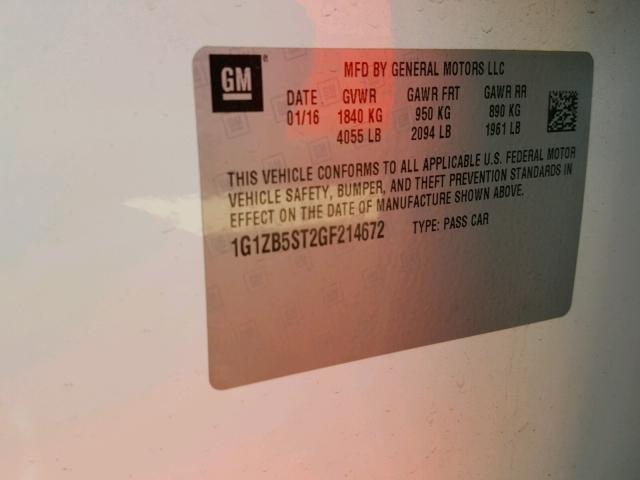 GM®
MFD BY GENERAL MOTORS LLC
DATE GVWR GAWR FRT GAWR RR
01/16 1840 KG 950 KG 890 KG
4055 LB 2094 LB 1961 LB
THIS VEHICLE CONFORMS TO ALL APPLICABLE U.S. FEDERAL MOTOR
VEHICLE SAFETY, BUMPER, AND THEFT PREVENTION STANDARDS IN
EFFECT ON THE DATE OF MANUFACTURE SHOWN ABOVE.
1G1ZB5ST2GF214672 TYPE: PASS CAR